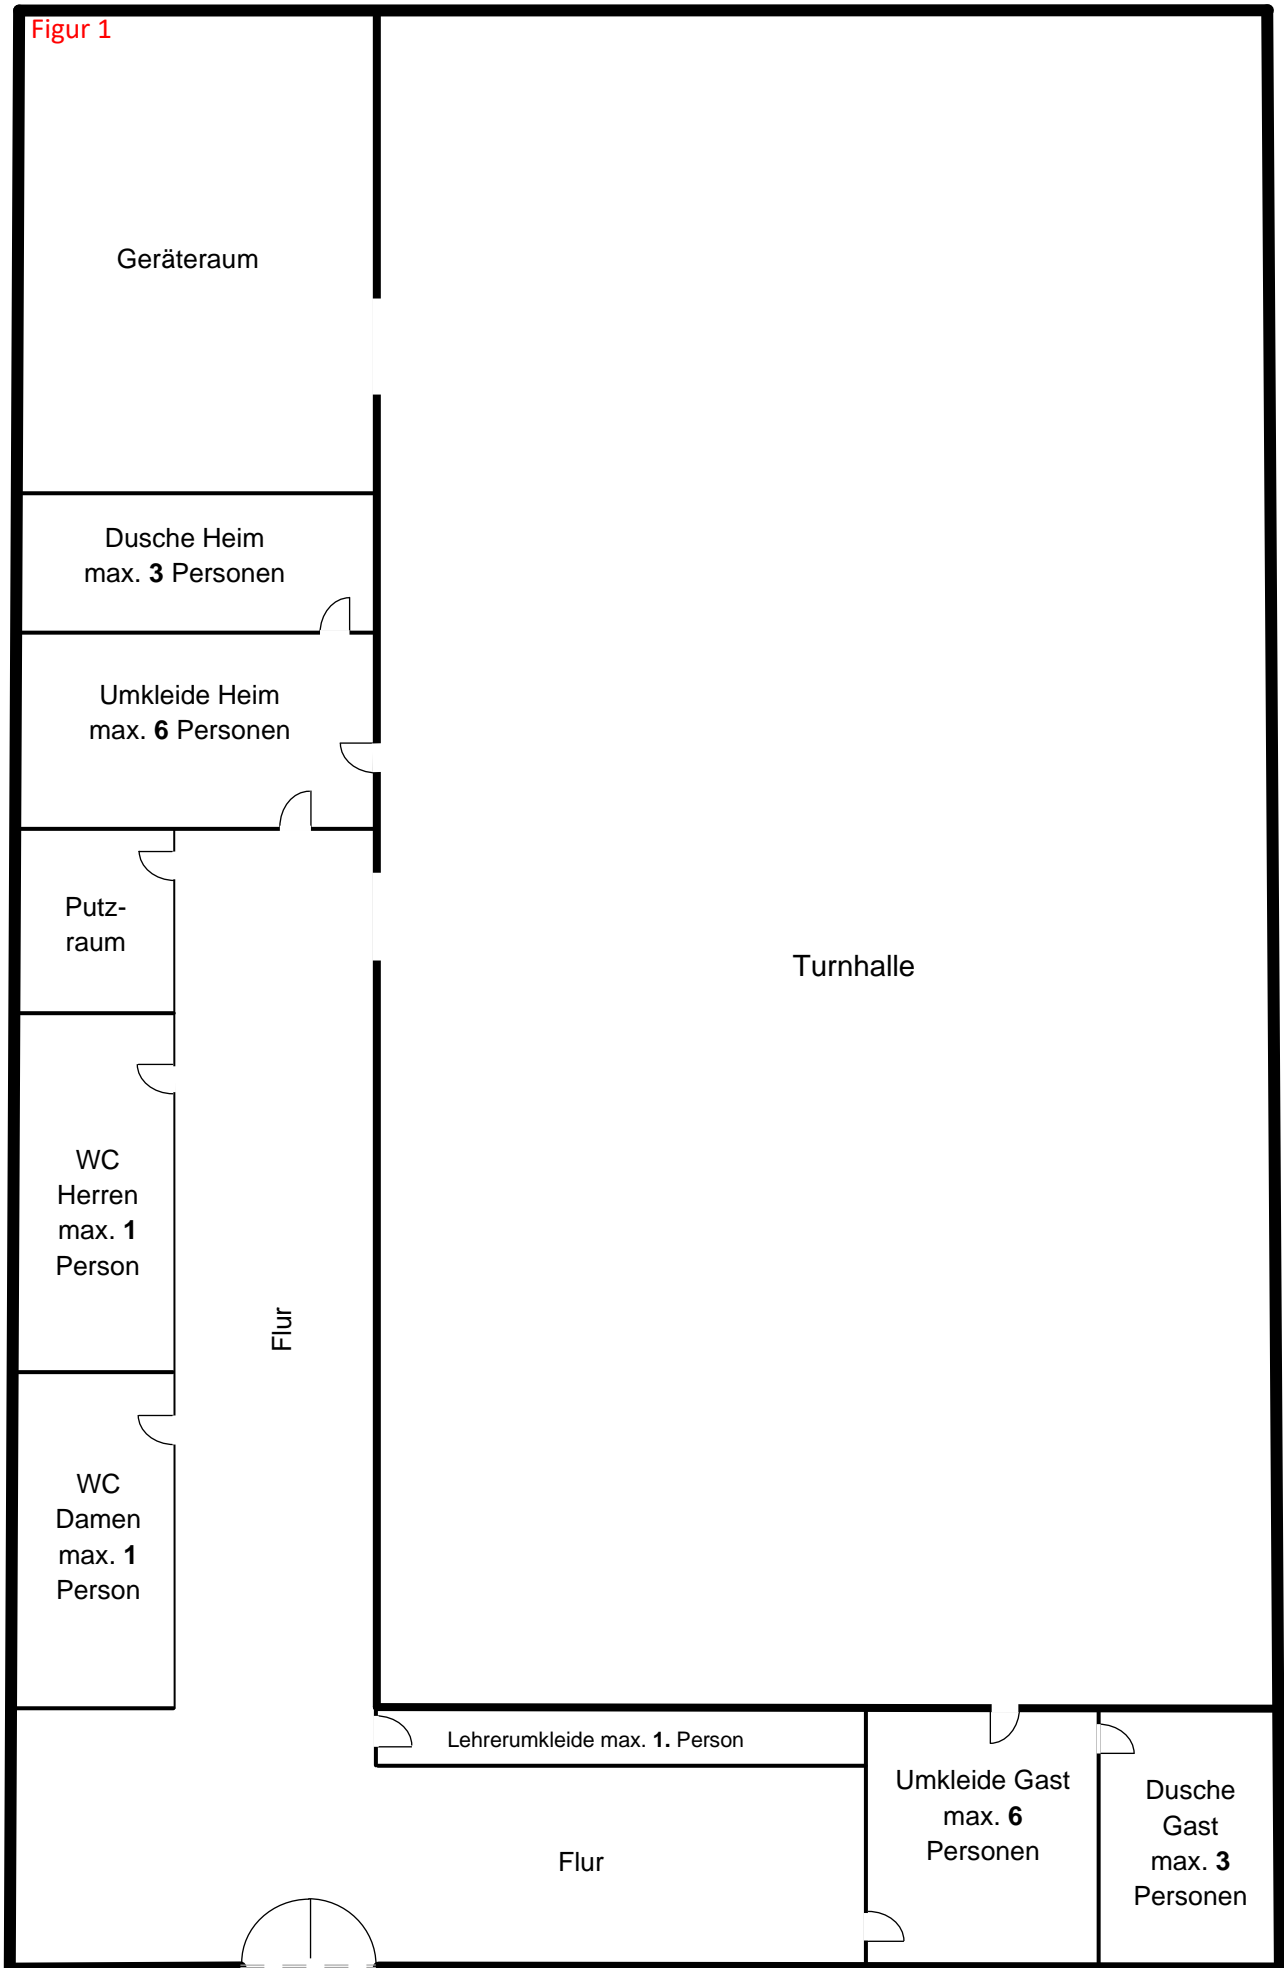 Figur 1
Geräteraum
Dusche Heim
max. 3 Personen
Umkleide Heim
max. 6 Personen
Putz-
raum
Turnhalle
WC
Herren
max. 1
Person
Flur
WC
Damen
max. 1
Person
Lehrerumkleide max. 1. Person
Umkleide Gast
max. 6
Personen
Dusche
Gast
max. 3
Personen
Flur